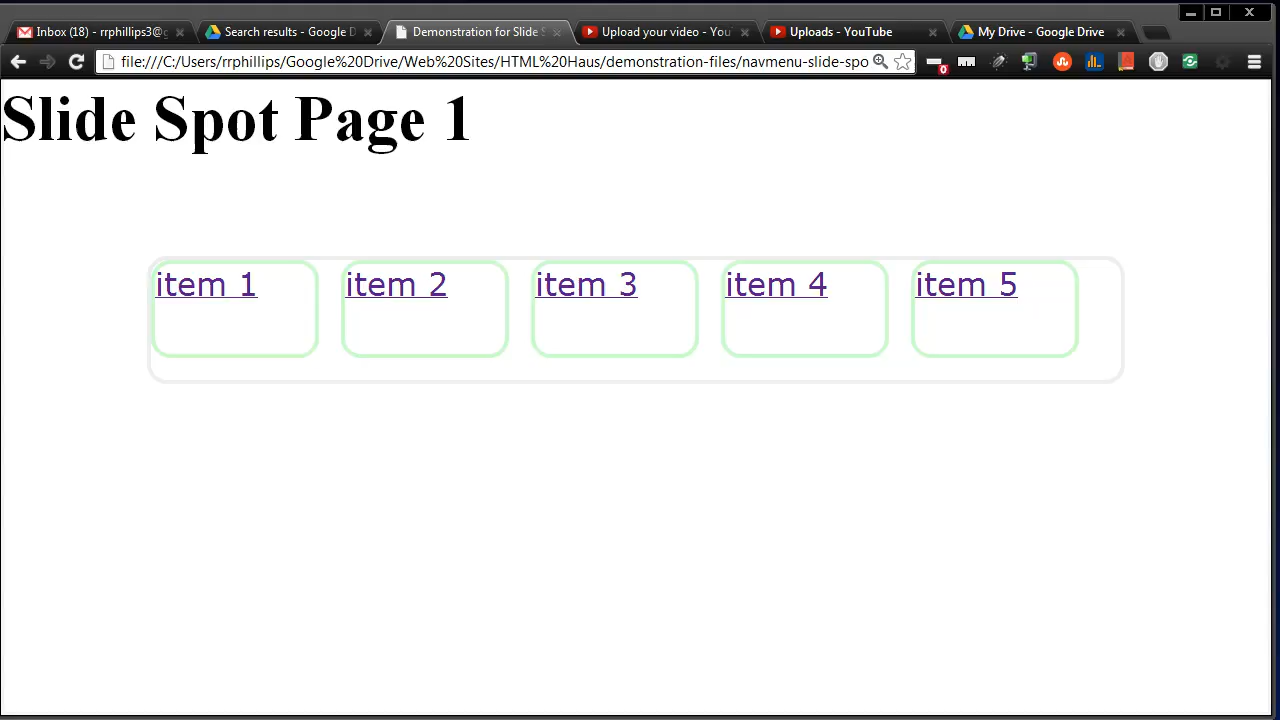 Inbox (18) - rrphillips3@g
Search results - Google D
Demonstration for Slide S
Upload your video - You
Uploads - YouTube
My Drive - Google Drive
file:///C:/Users/rrphillips/Google%20Drive/Web%20Sites/HTML%20Haus/demonstration-files/navmenu-slide-spo
0
Slide Spot Page 1
item 1
item 2
item 3
item 4
item 5